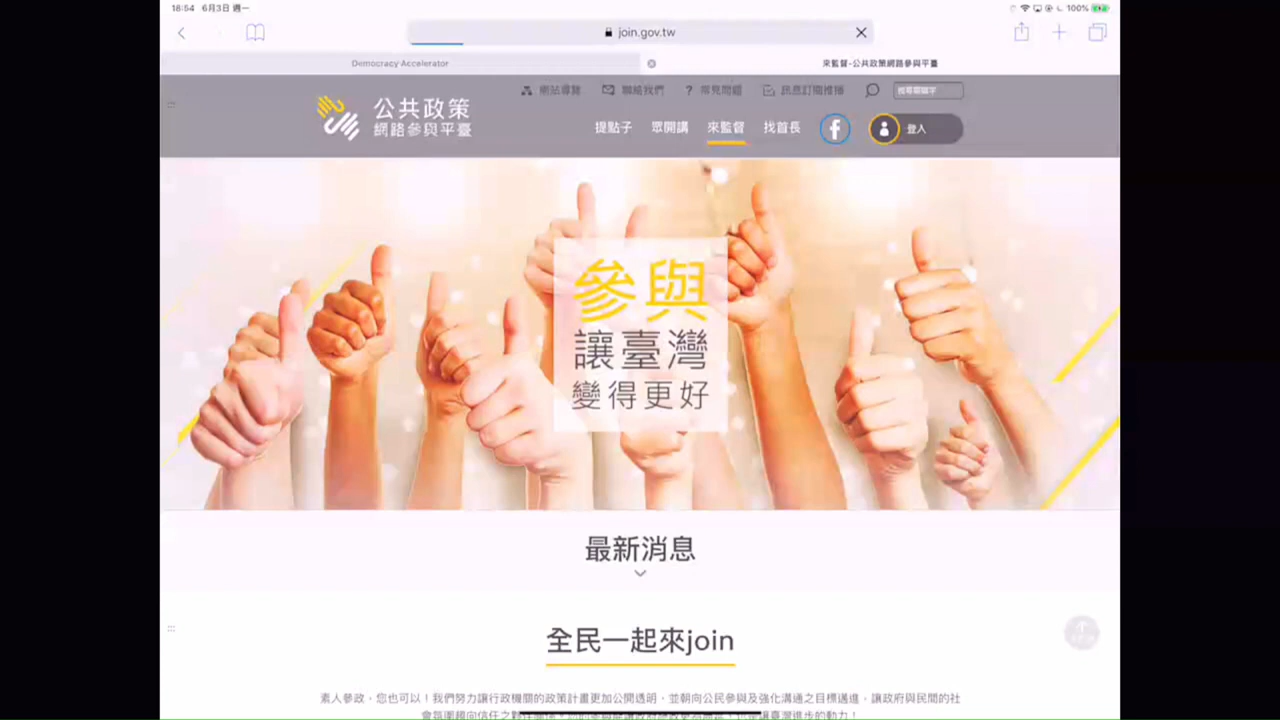 18:54 6月3日 週一
100%
join.gov.tw
Democracy Accelerator
來監督-公共政策網路參與平臺
網站導覽 聯絡我們 ? 常見問題 訊息訂閱推播 搜尋關鍵字
公共政策
網路參與平臺
提點子 眾開講 來監督 找首長 f 登入
參與
讓臺灣
變得更好
最新消息
全民一起來join
素人參政，您也可以！我們努力讓行政機關的政策計畫更加公開透明，並朝向公民參與及強化溝通之目標邁進，讓政府與民間的社